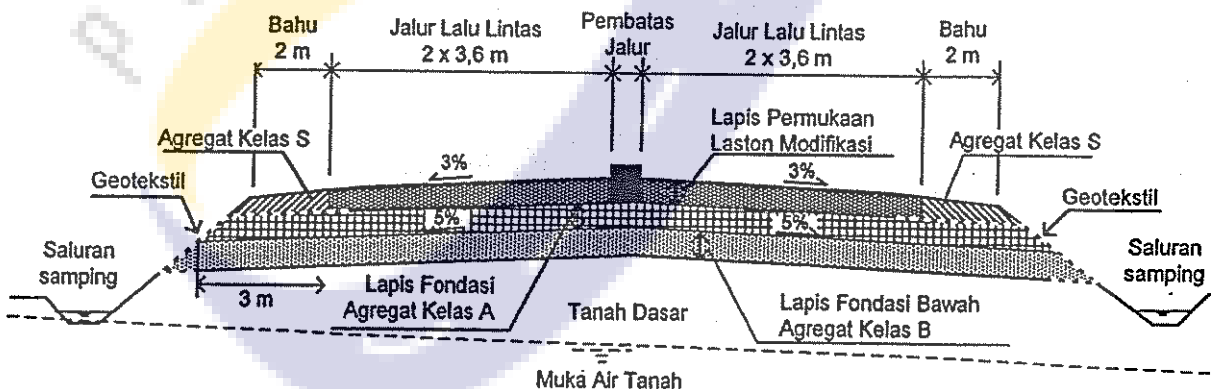 Bahu
2 m
Jalur Lalu Lintas
2 x 3,6 m
Pembatas
Jalur
Jalur Lalu Lintas
2 x 3,6 m
Bahu
2 m
Agregat Kelas S
Lapis Permukaan
Laston Modifikasi
Agregat Kelas S
3%
3%
Geotekstil
Geotekstil
5%
5%
Saluran
samping
Saluran
samping
3 m
Lapis Fondasi
Agregat Kelas A
Tanah Dasar
Lapis Fondasi Bawah
Agregat Kelas B
Muka Air Tanah